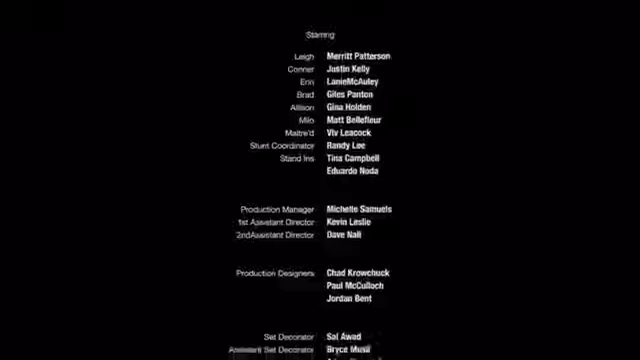 Starring
Leigh Merritt Patterson
Conner Justin Kelly
Erin LanieMcAuley
Brad Giles Panton
Allison Gina Holden
Milo Matt Bellefleur
Maitre'd Viv Leacock
Stunt Coordinator Randy Lee
Stand Ins Tina Campbell
Eduardo Noda
Production Manager Michelle Samuels
1st Assistant Director Kevin Leslie
2ndAssistant Director Dave Nall
Production Designers Chad Krowchuck
Paul McCulloch
Jordan Bent
Set Decorator Sal Awad
Assistant Set Decorator Bryce